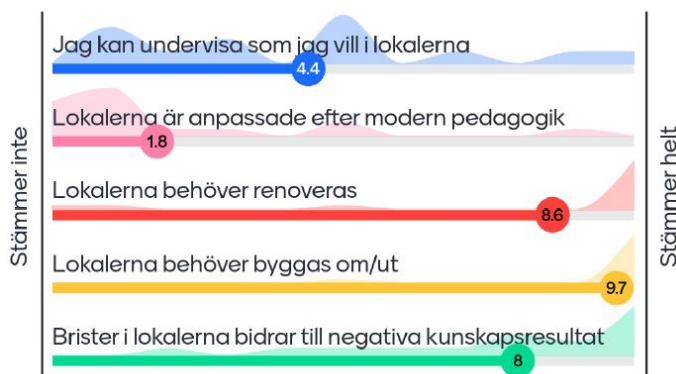 Jag kan undervisa som jag vill i lokalerna
4.4
Lokalerna är anpassade efter modern pedagogik
1.8
Lokalerna behöver renoveras
8.6
Lokalerna behöver byggas om/ut
9.7
Brister i lokalerna bidrar till negativa kunskapsresultat
8
Stämmer inte
Stämmer helt